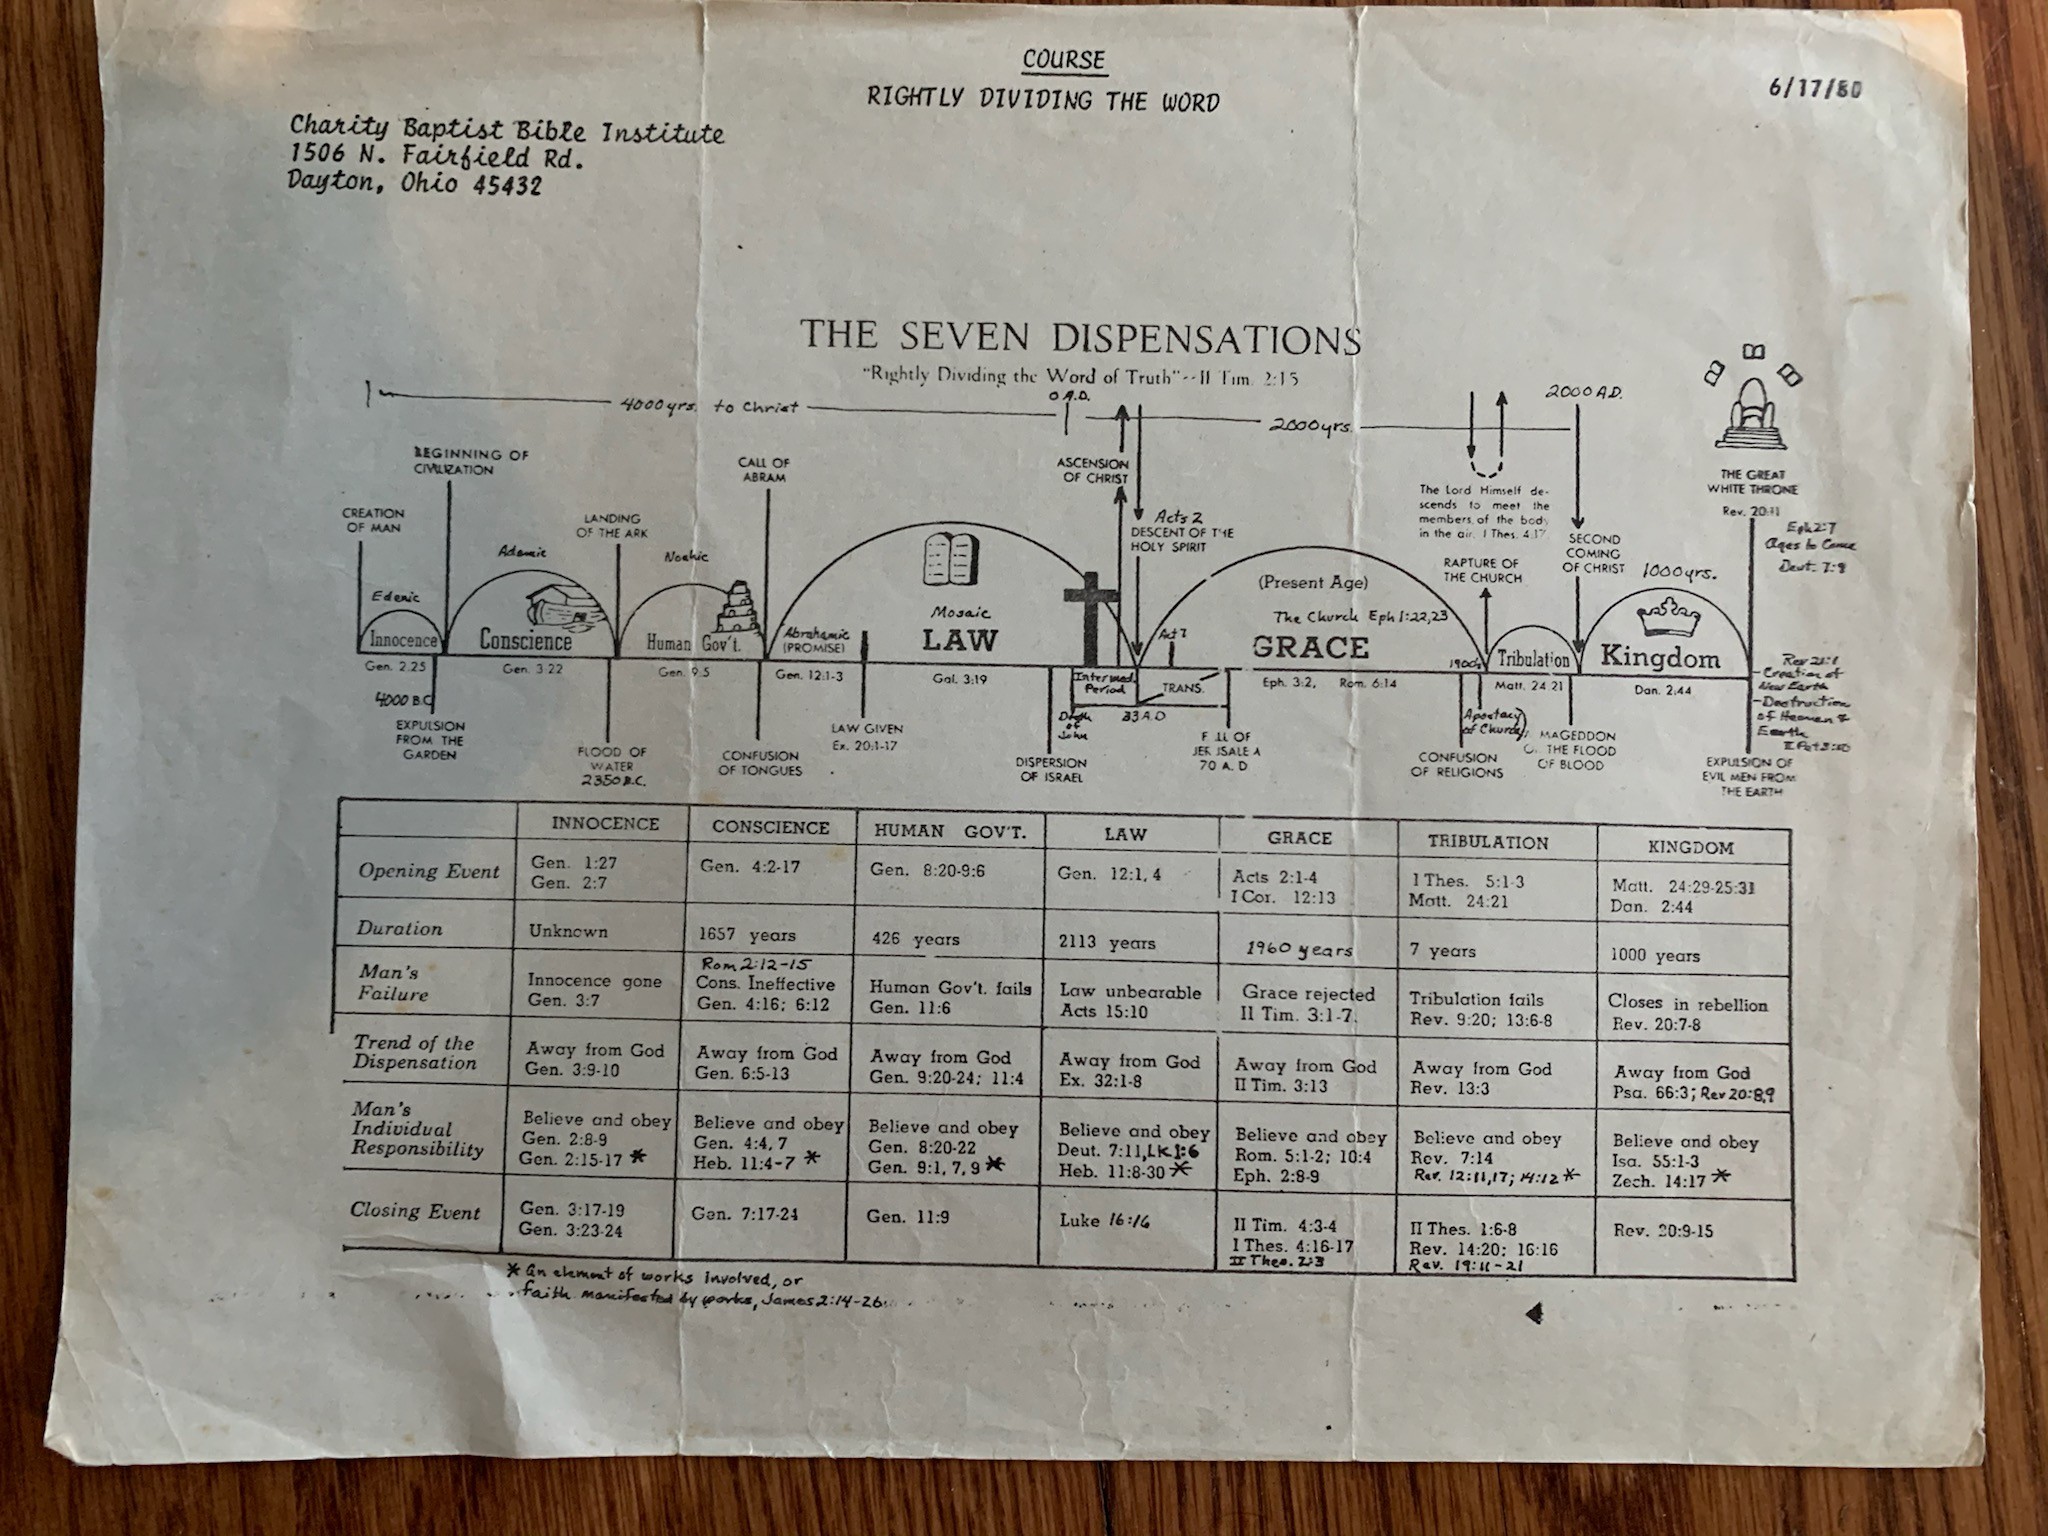 COURSE
RIGHTLY DIVIDING THE WORD
6/17/80
Charity Baptist Bible Institute
1506 N. Fairfield Rd.
Dayton, Ohio 45432
THE SEVEN DISPENSATIONS
"Rightly Dividing the Word of Truth"--II Tim. 2:15
4000yrs. to Christ
0 A.D.
2000yrs.
2000 A.D.
BEGINNING OF
CIVILIZATION
CALL OF
ABRAM
ASCENSION
OF CHRIST
The Lord Himself de-
scends to meet the
members of the body
in the air. I Thes. 4:17
THE GREAT
WHITE THRONE
Rev. 20:11
CREATION
OF MAN
LANDING
OF THE ARK
Acts 2
DESCENT OF THE
HOLY SPIRIT
SECOND
COMING
OF CHRIST
Eph 2:7
Ages to Come
Deut. 7:9
RAPTURE OF
THE CHURCH
1000yrs.
Edenic
Adamic
Noahic
Abrahamic
(PROMISE)
Mosaic
(Present Age)
The Church Eph 1:22,23
Act 7
Innocence
Conscience
Human Gov't.
LAW
GRACE
1900s
Tribulation
Kingdom
Gen. 2:25
Gen. 3:22
Gen. 9:5
Gen. 12:1-3
Gal. 3:19
Intermed.
Period
TRANS.
Eph. 3:2, Rom. 6:14
Matt. 24:21
Dan. 2:44
Rev 21:1
- Creation of
New Earth
- Destruction
of Heaven &
Earth
II Pet 3:10
4000 B.C.
EXPULSION
FROM THE
GARDEN
FLOOD OF
WATER
2350 B.C.
CONFUSION
OF TONGUES
LAW GIVEN
Ex. 20:1-17
Death
of
John
DISPERSION
OF ISRAEL
33 A.D
F LL OF
JER ISALE A
70 A. D
Apostacy
of Church
CONFUSION
OF RELIGIONS
MAGEDDON
THE FLOOD
OF BLOOD
EXPULSION OF
EVIL MEN FROM
THE EARTH
INNOCENCE CONSCIENCE HUMAN GOV'T. LAW GRACE TRIBULATION KINGDOM
Opening Event
Gen. 1:27
Gen. 2:7
Gen. 4:2-17
Gen. 8:20-9:6
Gen. 12:1, 4
Acts 2:1-4
I Cor. 12:13
I Thes. 5:1-3
Matt. 24:21
Matt. 24:29-25:31
Dan. 2:44
Duration
Unknown
1657 years
426 years
2113 years
1960 years
7 years
1000 years
Man's
Failure
Innocence gone
Gen. 3:7
Rom 2:12-15
Cons. Ineffective
Gen. 4:16; 6:12
Human Gov't. fails
Gen. 11:6
Law unbearable
Acts 15:10
Grace rejected
II Tim. 3:1-7.
Tribulation fails
Rev. 9:20; 13:6-8
Closes in rebellion
Rev. 20:7-8
Trend of the
Dispensation
Away from God
Gen. 3:9-10
Away from God
Gen. 6:5-13
Away from God
Gen. 9:20-24; 11:4
Away from God
Ex. 32:1-8
Away from God
II Tim. 3:13
Away from God
Rev. 13:3
Away from God
Psa. 66:3; Rev 20:8,9
Man's
Individual
Responsibility
Believe and obey
Gen. 2:8-9
Gen. 2:15-17 *
Believe and obey
Gen. 4:4, 7
Heb. 11:4-7 *
Believe and obey
Gen. 8:20-22
Gen. 9:1, 7, 9 *
Believe and obey
Deut. 7:11, LK 1:6
Heb. 11:8-30 *
Believe and obey
Rom. 5:1-2; 10:4
Eph. 2:8-9
Believe and obey
Rev. 7:14
Rev. 12:11,17; 14:12 *
Believe and obey
Isa. 55:1-3
Zech. 14:17 *
Closing Event
Gen. 3:17-19
Gen. 3:23-24
Gen. 7:17-24
Gen. 11:9
Luke 16:16
II Tim. 4:3-4
I Thes. 4:16-17
II Thes. 2:3
II Thes. 1:6-8
Rev. 14:20; 16:16
Rev. 19:11-21
Rev. 20:9-15
* An element of works involved, or
faith manifested by works, James 2:14-26